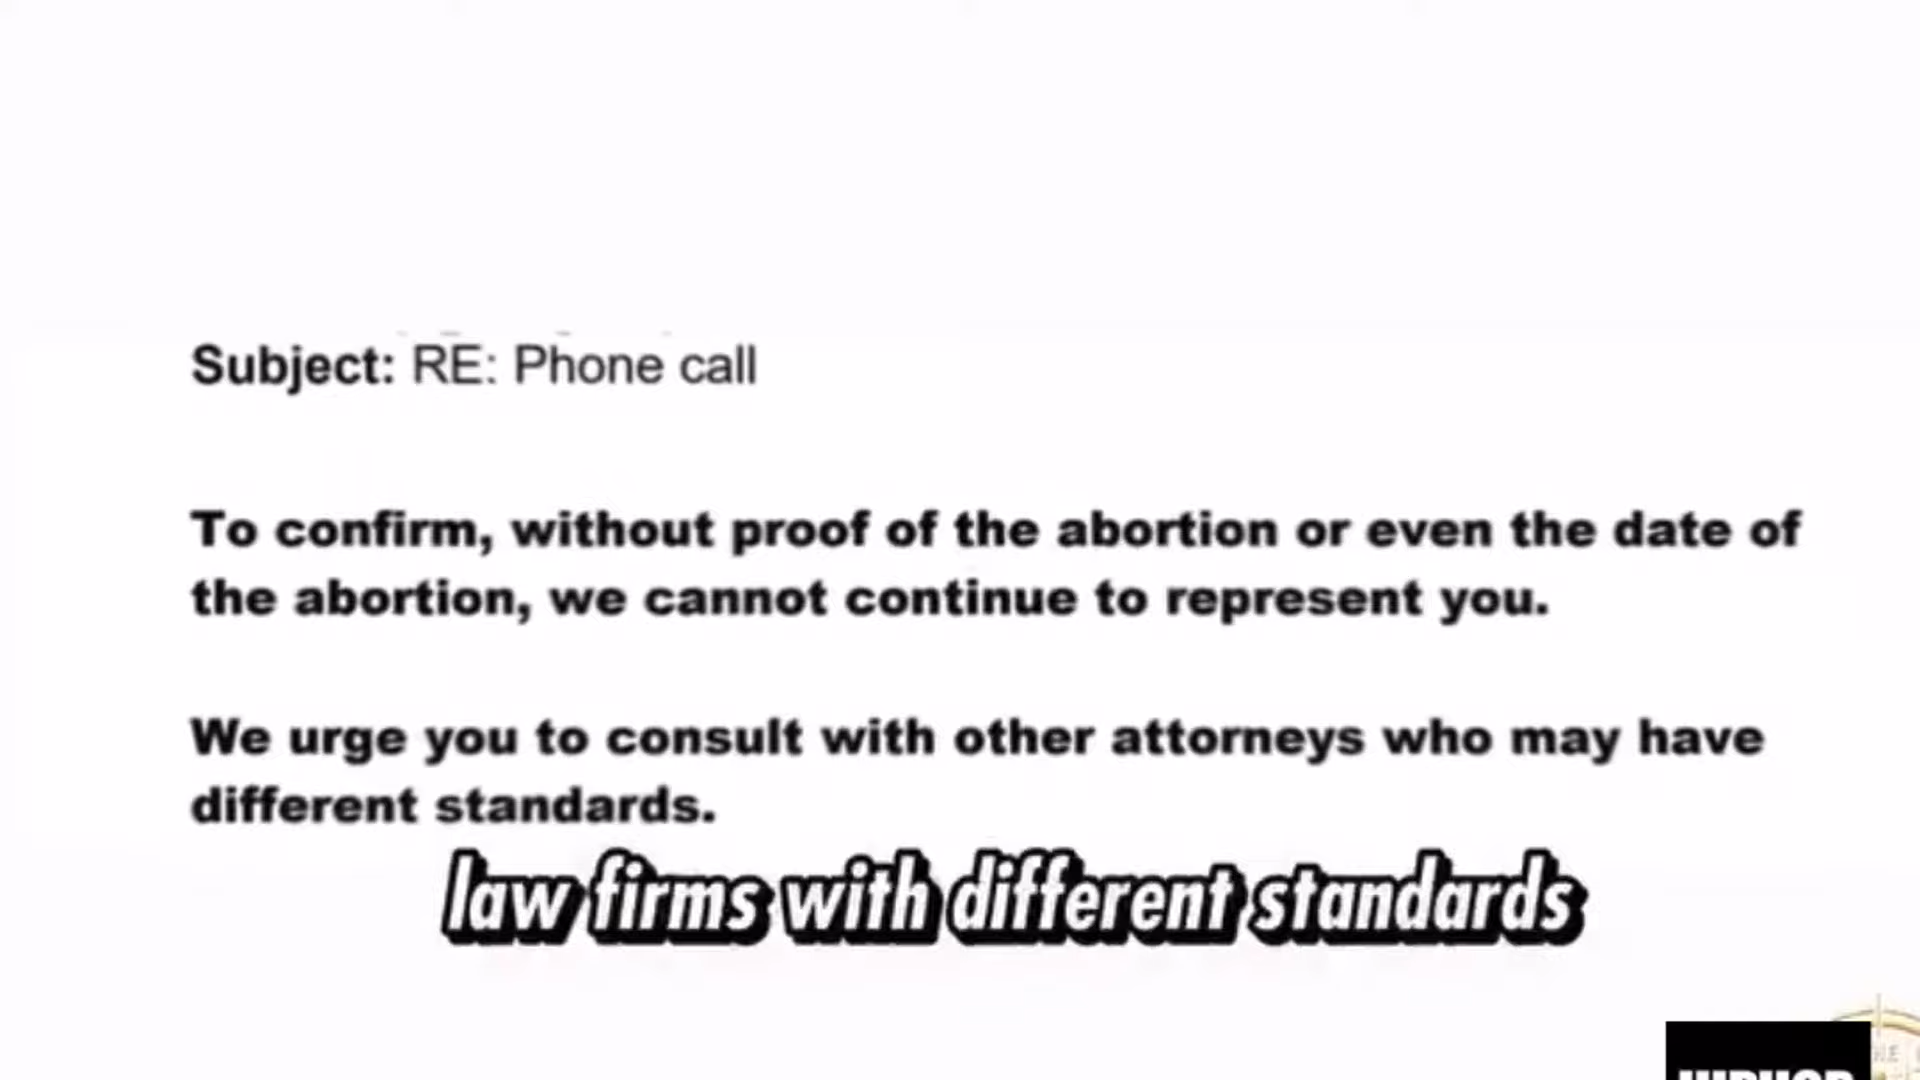 Subject: RE: Phone call
To confirm, without proof of the abortion or even the date of
the abortion, we cannot continue to represent you.
We urge you to consult with other attorneys who may have
different standards.
law firms with different standards